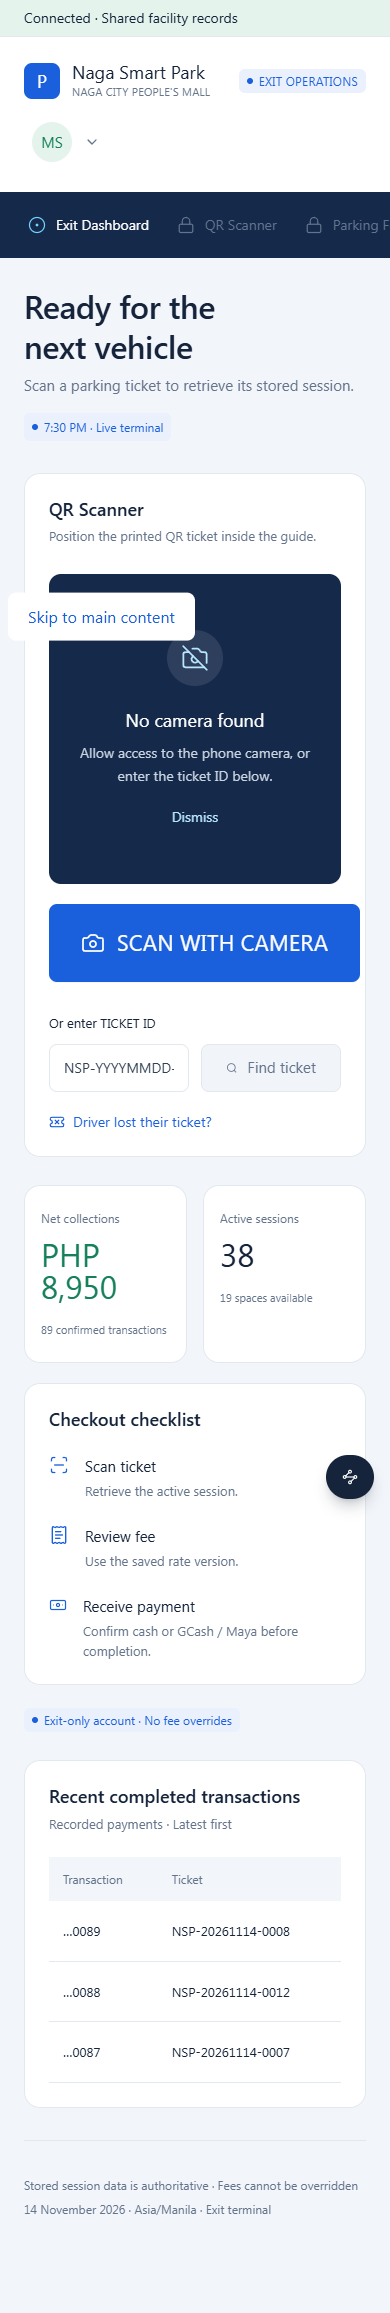 Connected · Shared facility records
P
Naga Smart Park
NAGA CITY PEOPLE'S MALL
EXIT OPERATIONS
MS
Exit Dashboard
QR Scanner
Parking F
Ready for the
next vehicle
Scan a parking ticket to retrieve its stored session.
7:30 PM · Live terminal
QR Scanner
Position the printed QR ticket inside the guide.
Skip to main content
No camera found
Allow access to the phone camera, or
enter the ticket ID below.
Dismiss
SCAN WITH CAMERA
Or enter TICKET ID
NSP-YYYYMMDD-
Find ticket
Driver lost their ticket?
Net collections
PHP
8,950
89 confirmed transactions
Active sessions
38
19 spaces available
Checkout checklist
Scan ticket
Retrieve the active session.
Review fee
Use the saved rate version.
Receive payment
Confirm cash or GCash / Maya before
completion.
Exit-only account · No fee overrides
Recent completed transactions
Recorded payments · Latest first
Transaction Ticket
...0089 NSP-20261114-0008
...0088 NSP-20261114-0012
...0087 NSP-20261114-0007
Stored session data is authoritative · Fees cannot be overridden
14 November 2026 · Asia/Manila · Exit terminal